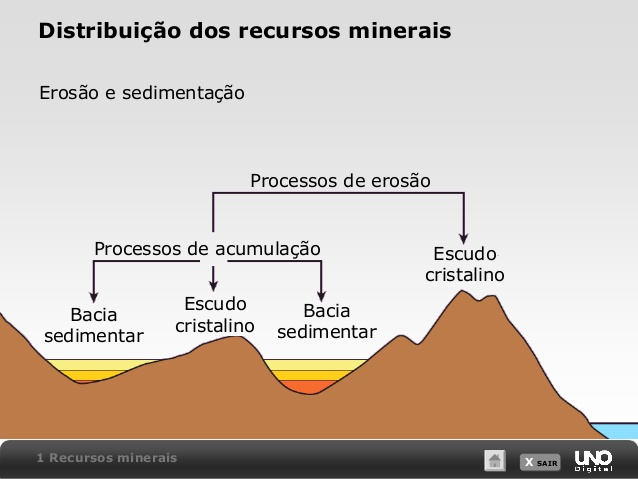 Distribuição dos recursos minerais
Erosão e sedimentação
Processos de erosão
Processos de acumulação
Escudo
cristalino
Bacia
sedimentar
Escudo
cristalino
Bacia
sedimentar
1 Recursos minerais
X SAIR
UNO
Digital